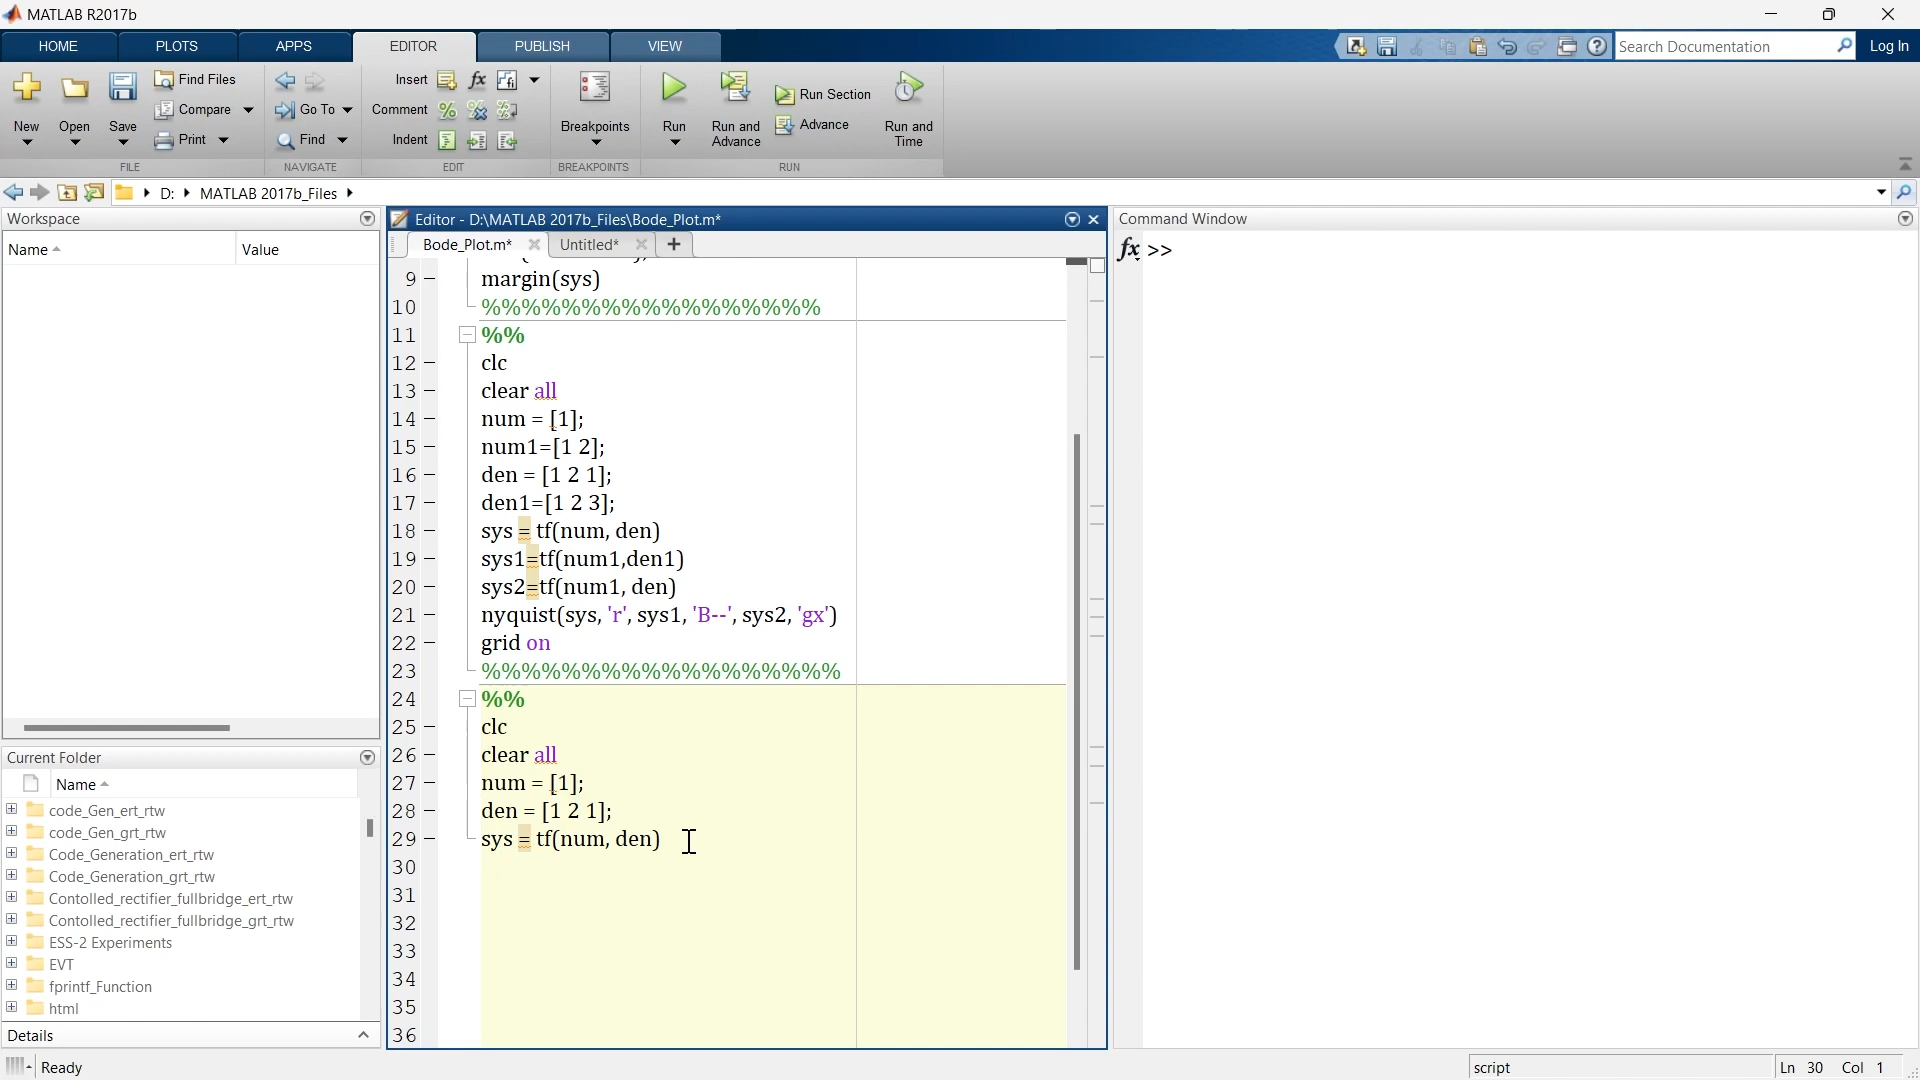 MATLAB R2017b
HOME PLOTS APPS EDITOR PUBLISH VIEW
Search Documentation Log In
New Open Save Find Files Compare Print
FILE
Go To Find
NAVIGATE
Insert fx
Comment
Indent
EDIT
Breakpoints
BREAKPOINTS
Run Run and Advance Run Section Advance Run and Time
RUN
D: MATLAB 2017b_Files
Workspace
Name Value
Current Folder
Name
code_Gen_ert_rtw
code_Gen_grt_rtw
Code_Generation_ert_rtw
Code_Generation_grt_rtw
Contolled_rectifier_fullbridge_ert_rtw
Contolled_rectifier_fullbridge_grt_rtw
ESS-2 Experiments
EVT
fprintf_Function
html
Details
Editor - D:\MATLAB 2017b_Files\Bode_Plot.m*
Bode_Plot.m* Untitled*
9 margin(sys)
10 %%%%%%%%%%%%%%%%%
11 %%
12 clc
13 clear all
14 num = [1];
15 num1=[1 2];
16 den = [1 2 1];
17 den1=[1 2 3];
18 sys = tf(num, den)
19 sys1=tf(num1,den1)
20 sys2=tf(num1, den)
21 nyquist(sys, 'r', sys1, 'B--', sys2, 'gx')
22 grid on
23 %%%%%%%%%%%%%%%%%%
24 %%
25 clc
26 clear all
27 num = [1];
28 den = [1 2 1];
29 sys = tf(num, den)
30
31
32
33
34
35
36
Command Window
fx >>
Ready
script Ln 30 Col 1